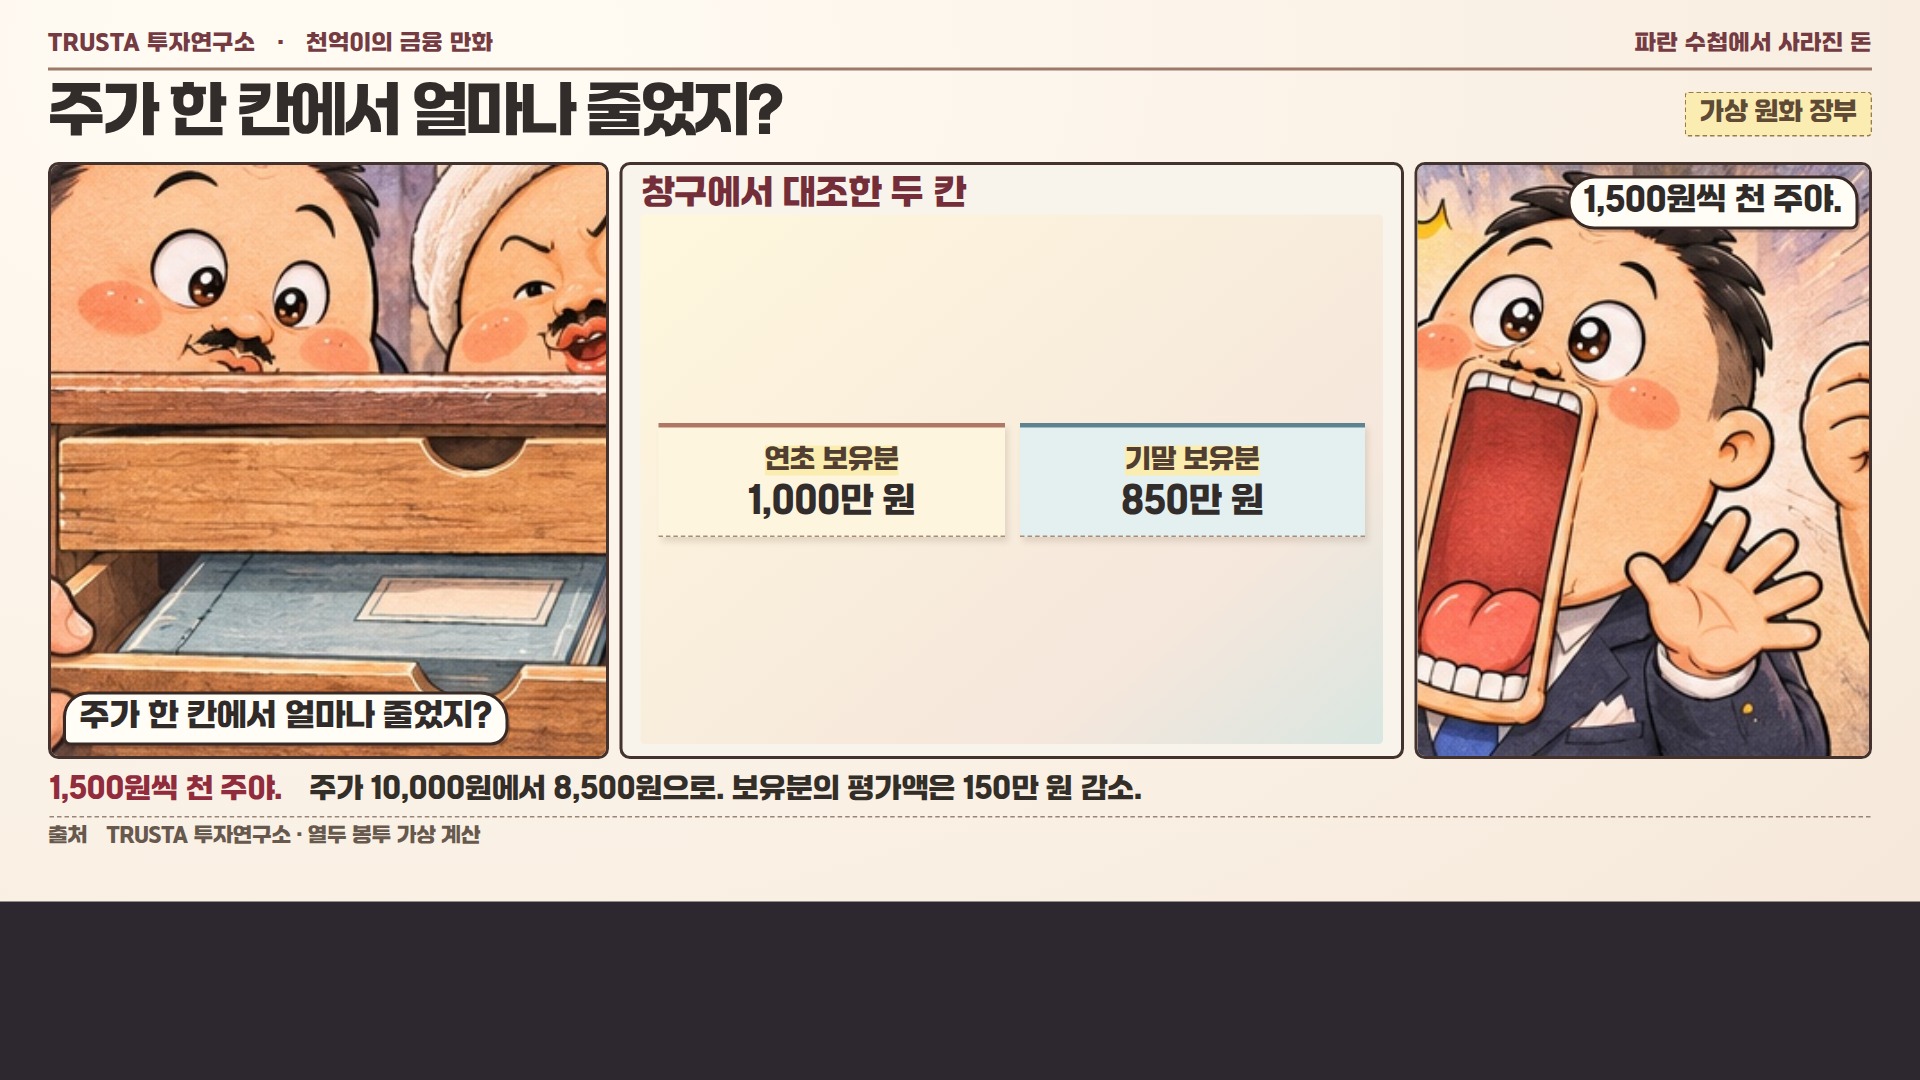 TRUSTA 투자연구소 · 천억이의 금융 만화
파란 수첩에서 사라진 돈
주가 한 칸에서 얼마나 줄었지?
가상 원화 장부
주가 한 칸에서 얼마나 줄었지?
창구에서 대조한 두 칸
연초 보유분
1,000만 원
기말 보유분
850만 원
1,500원씩 천 주야.
1,500원씩 천 주야. 주가 10,000원에서 8,500원으로. 보유분의 평가액은 150만 원 감소.
출처 TRUSTA 투자연구소 · 열두 봉투 가상 계산